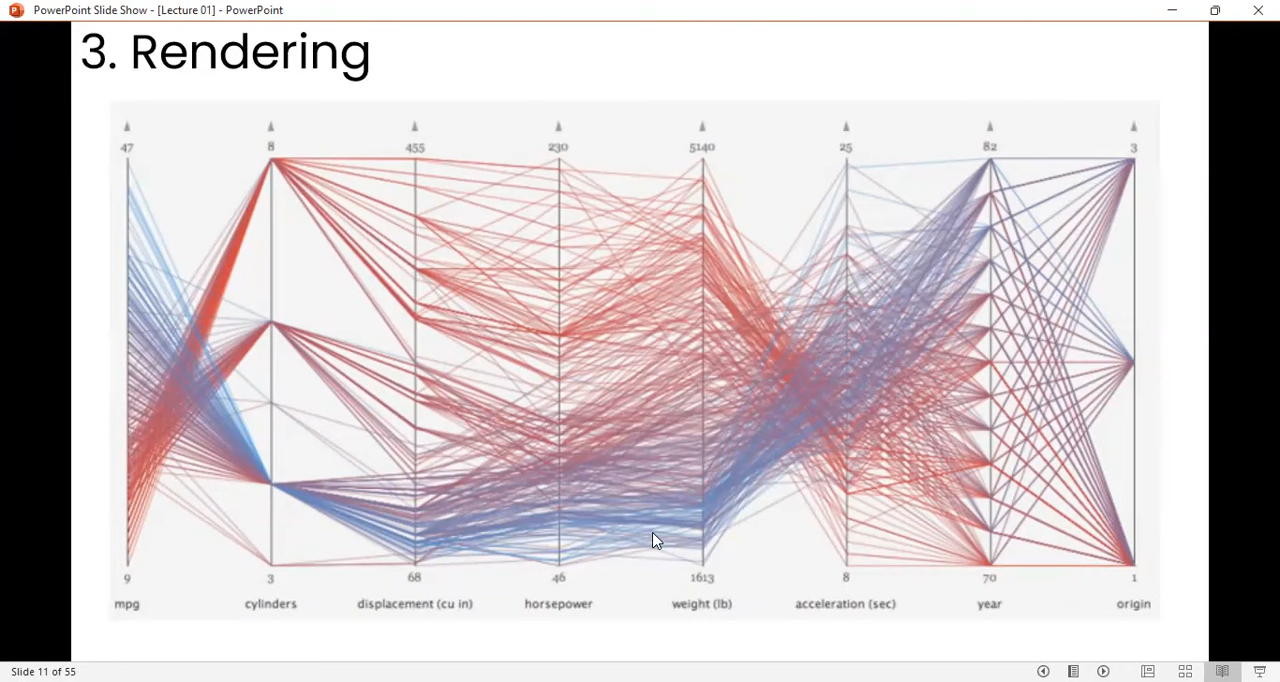 PowerPoint Slide Show - [Lecture 01] - PowerPoint
3. Rendering
47 8 455 230 5140 25 82 3
9 3 68 46 1613 8 70 1
mpg cylinders displacement (cu in) horsepower weight (lb) acceleration (sec) year origin
Slide 11 of 55